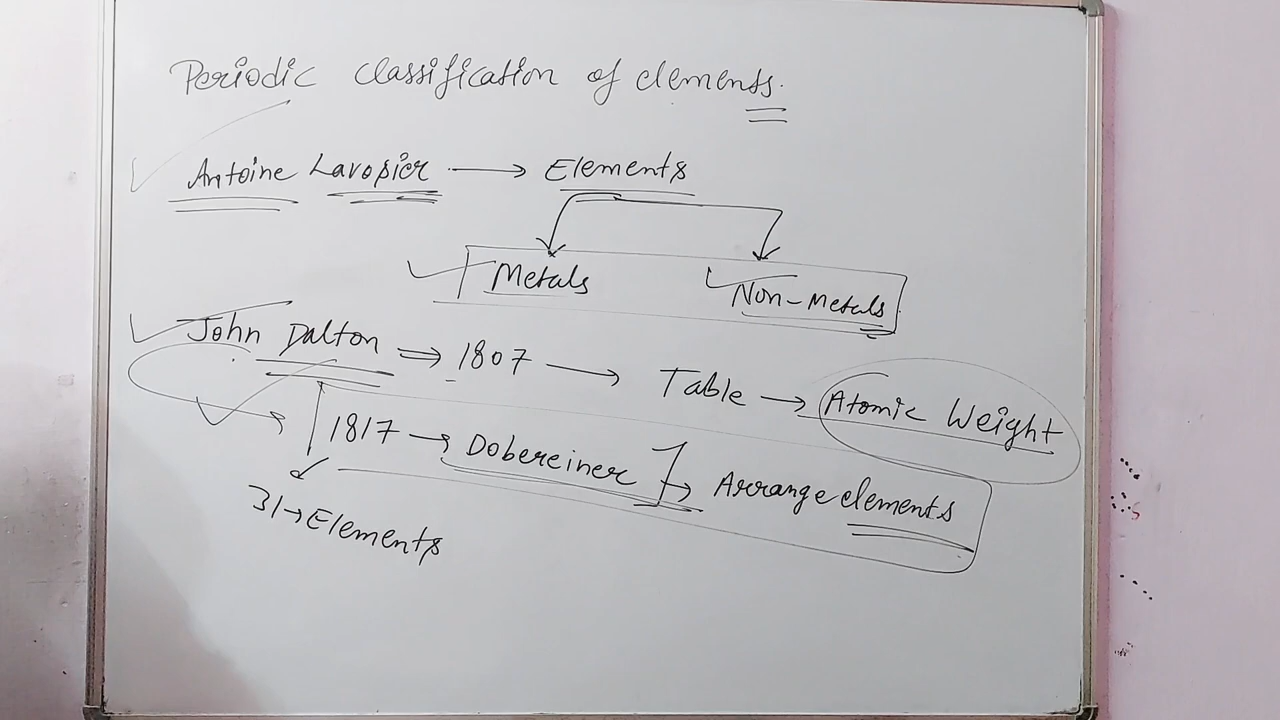 Periodic classification of elements.
Antoine Lavosier → Elements
Metals Non-Metals
John Dalton ⇒ 1807 → Table → Atomic Weight
1817 → Dobereiner → Arrange elements
31 → Elements